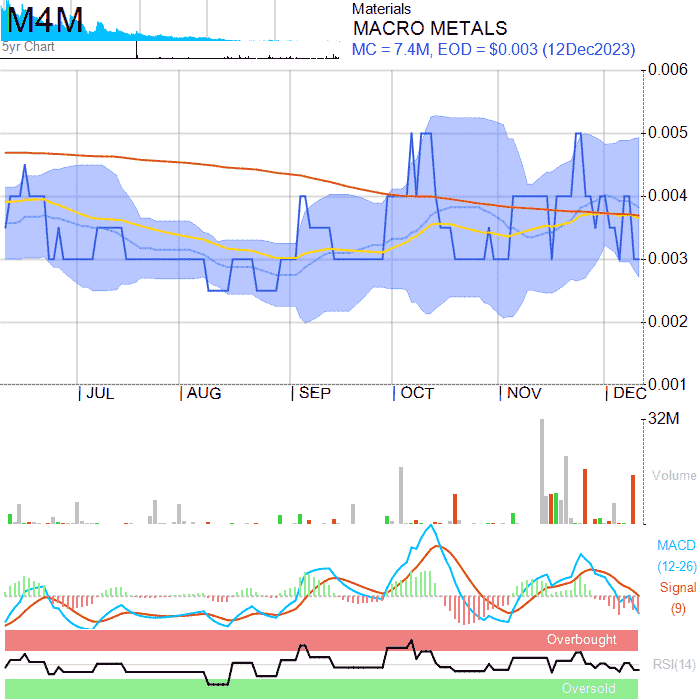 M4M
5yr Chart
Materials
MACRO METALS
MC = 7.4M, EOD = $0.003 (12Dec2023)
0.006
0.005
0.004
0.003
0.002
0.001
JUL
AUG
SEP
OCT
NOV
DEC
32M
Volume
MACD
(12-26)
Signal
(9)
Overbought
RSI(14)
Oversold